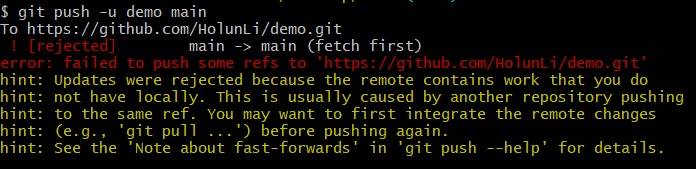 $ git push -u demo main
To https://github.com/HolunLi/demo.git
! [rejected] main -> main (fetch first)
error: failed to push some refs to 'https://github.com/HolunLi/demo.git'
hint: Updates were rejected because the remote contains work that you do
hint: not have locally. This is usually caused by another repository pushing
hint: to the same ref. You may want to first integrate the remote changes
hint: (e.g., 'git pull ...') before pushing again.
hint: See the 'Note about fast-forwards' in 'git push --help' for details.